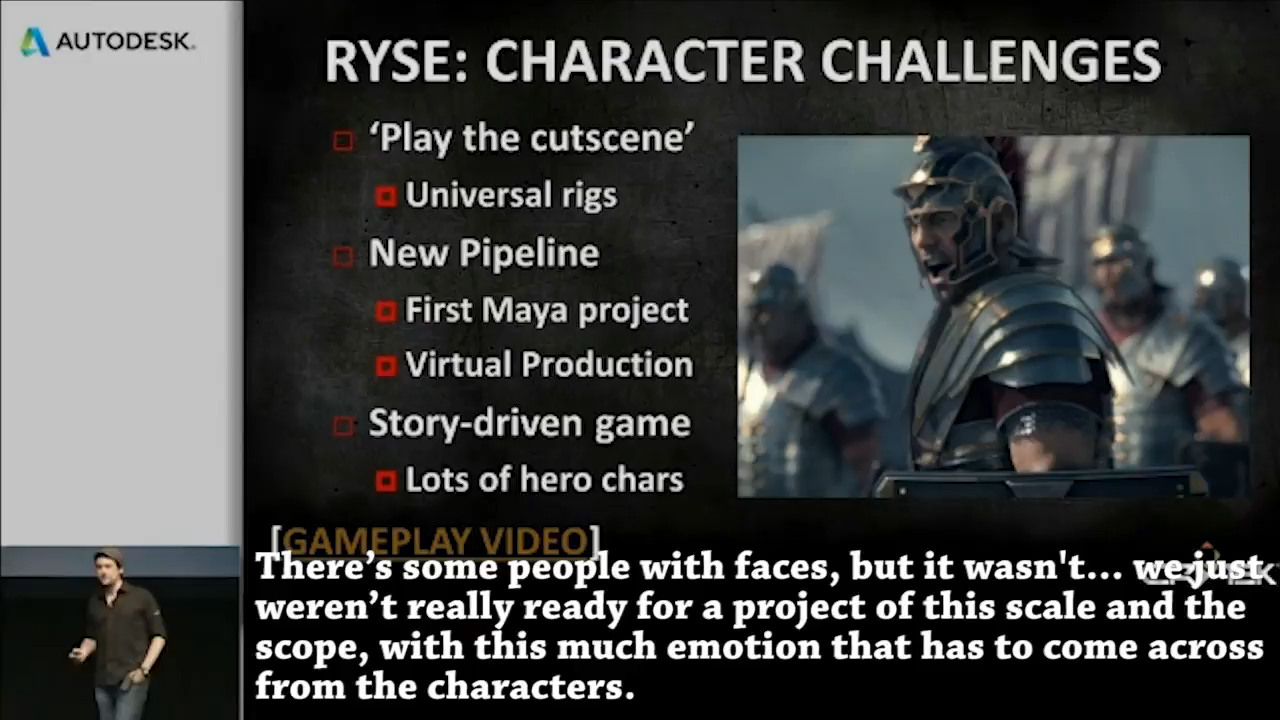 AUTODESK.
RYSE: CHARACTER CHALLENGES
‘Play the cutscene’
Universal rigs
New Pipeline
First Maya project
Virtual Production
Story-driven game
Lots of hero chars
[GAMEPLAY VIDEO]
There’s some people with faces, but it wasn't... we just
weren’t really ready for a project of this scale and the
scope, with this much emotion that has to come across
from the characters.